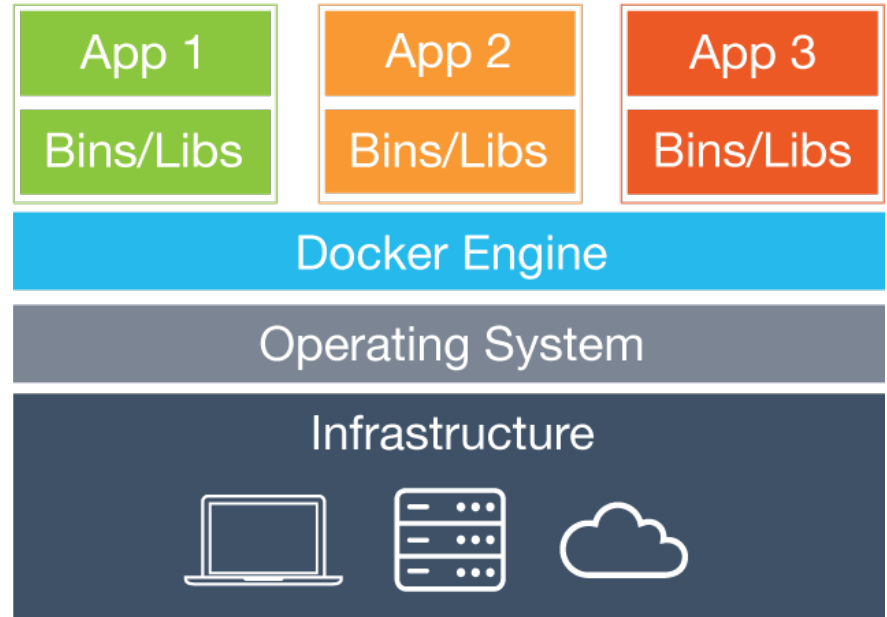 App 1
App 2
App 3
Bins/Libs
Bins/Libs
Bins/Libs
Docker Engine
Operating System
Infrastructure